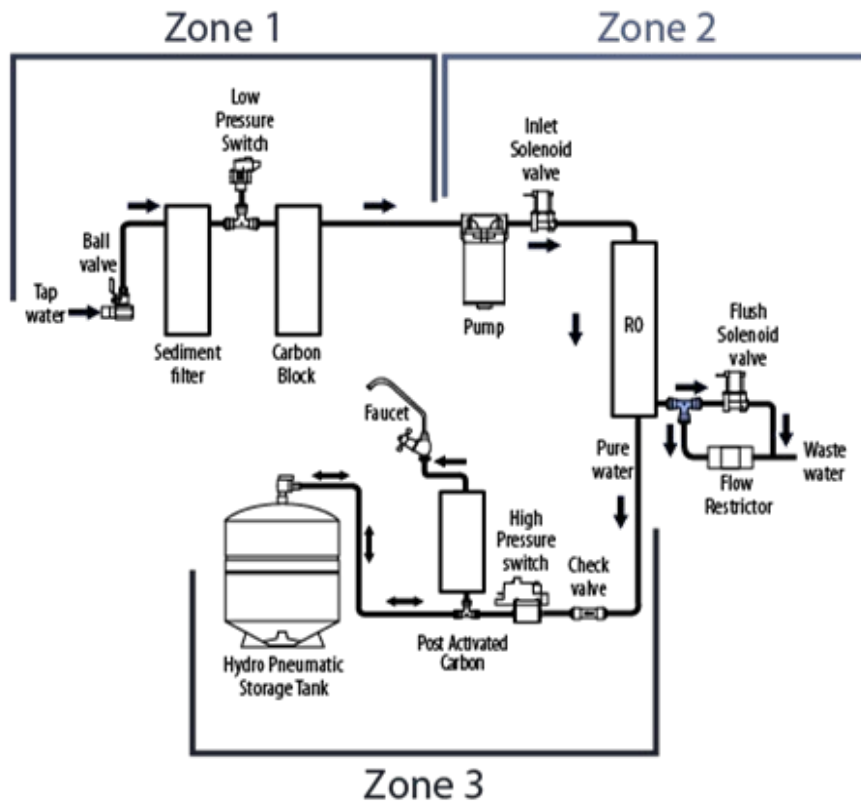 Zone 1
Zone 2
Low
Pressure
Switch
Inlet
Solenoid
valve
Ball
valve
Tap
water
Sediment
filter
Carbon
Block
Pump
RO
Flush
Solenoid
valve
Faucet
Pure
water
Waste
water
Flow
Restrictor
High
Pressure
switch
Check
valve
Post Activated
Carbon
Hydro Pneumatic
Storage Tank
Zone 3